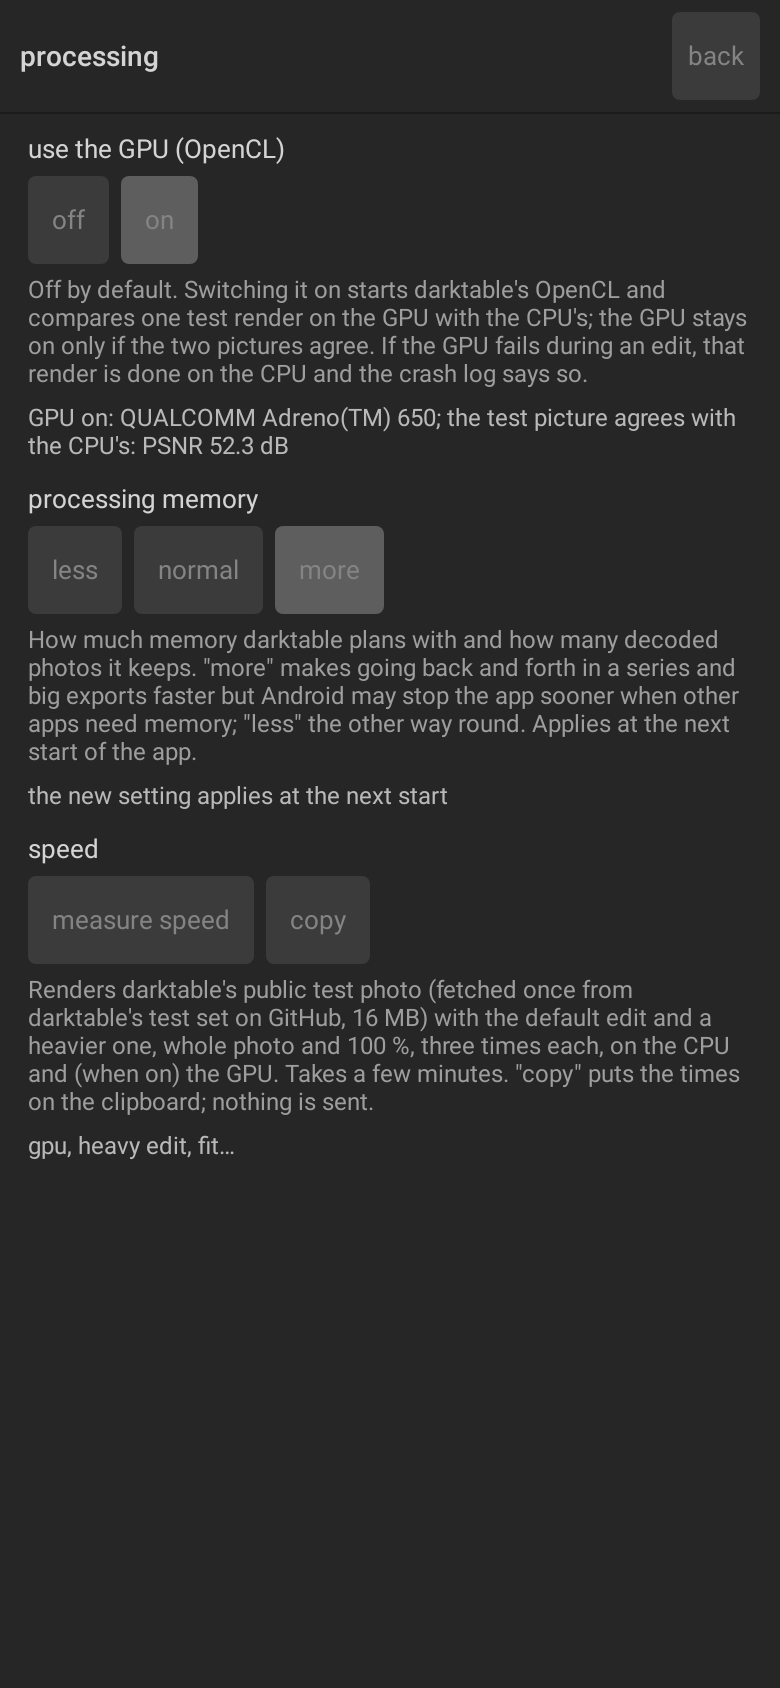 processing
back
use the GPU (OpenCL)
off
on
Off by default. Switching it on starts darktable's OpenCL and
compares one test render on the GPU with the CPU's; the GPU stays
on only if the two pictures agree. If the GPU fails during an edit, that
render is done on the CPU and the crash log says so.
GPU on: QUALCOMM Adreno(TM) 650; the test picture agrees with
the CPU's: PSNR 52.3 dB
processing memory
less
normal
more
How much memory darktable plans with and how many decoded
photos it keeps. "more" makes going back and forth in a series and
big exports faster but Android may stop the app sooner when other
apps need memory; "less" the other way round. Applies at the next
start of the app.
the new setting applies at the next start
speed
measure speed
copy
Renders darktable's public test photo (fetched once from
darktable's test set on GitHub, 16 MB) with the default edit and a
heavier one, whole photo and 100 %, three times each, on the CPU
and (when on) the GPU. Takes a few minutes. "copy" puts the times
on the clipboard; nothing is sent.
gpu, heavy edit, fit…